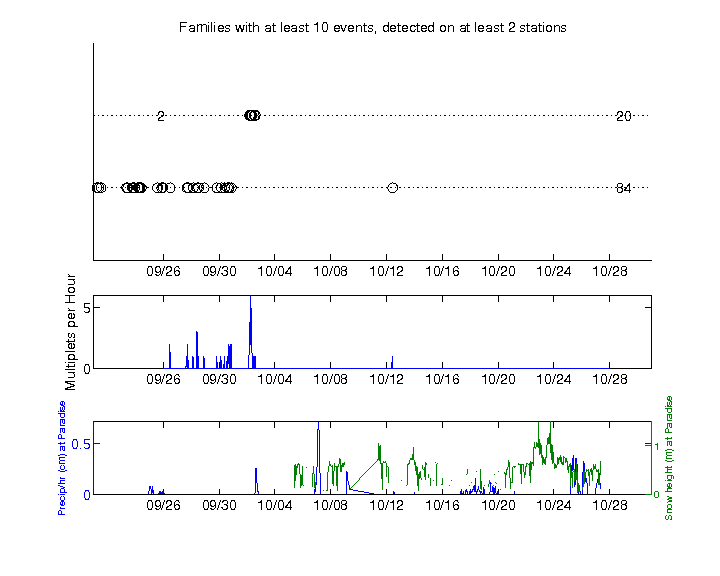 Families with at least 10 events, detected on at least 2 stations
2 20
84
09/26 09/30 10/04 10/08 10/12 10/16 10/20 10/24 10/28
Multiplets per Hour
5
0
09/26 09/30 10/04 10/08 10/12 10/16 10/20 10/24 10/28
Precip/hr (cm) at Paradise
0.5
0
1
0
Snow height (m) at Paradise
09/26 09/30 10/04 10/08 10/12 10/16 10/20 10/24 10/28